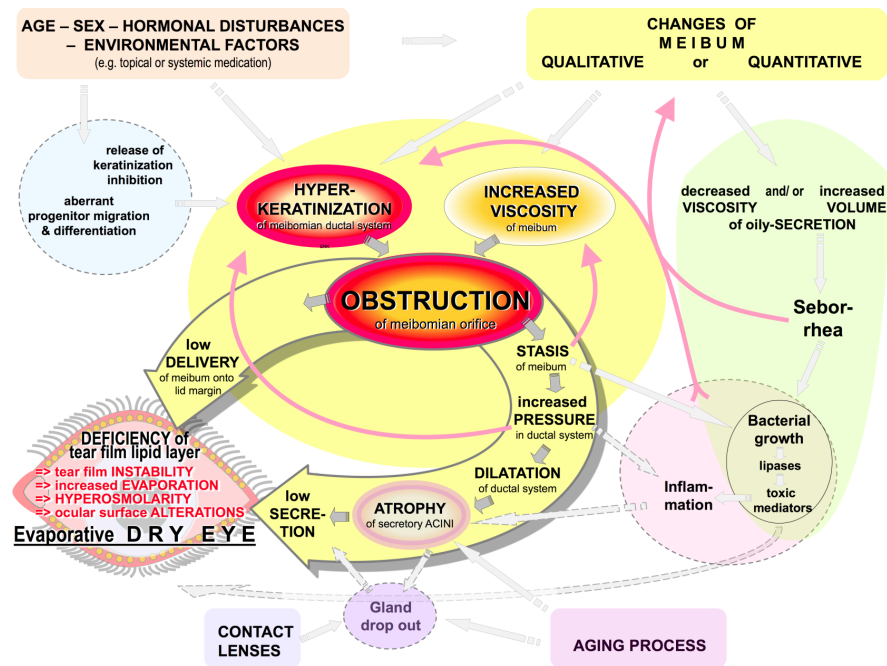 AGE – SEX – HORMONAL DISTURBANCES
– ENVIRONMENTAL FACTORS
(e.g. topical or systemic medication)
CHANGES OF
M E I B U M
QUALITATIVE or QUANTITATIVE
release of
keratinization
inhibition
aberrant
progenitor migration
& differentiation
HYPER-
KERATINIZATION
of meibomian ductal system
INCREASED
VISCOSITY
of meibum
decreased and/ or increased
VISCOSITY VOLUME
of oily-SECRETION
OBSTRUCTION
of meibomian orifice
Sebor-
rhea
low
DELIVERY
of meibum onto
lid margin
STASIS
of meibum
increased
PRESSURE
in ductal system
DILATATION
of ductal system
Bacterial
growth
lipases
toxic
mediators
Inflam-
mation
DEFICIENCY of
tear film lipid layer
=> tear film INSTABILITY
=> increased EVAPORATION
=> HYPEROSMOLARITY
=> ocular surface ALTERATIONS
Evaporative D R Y E Y E
low
SECRE-
TION
ATROPHY
of secretory ACINI
Gland
drop out
CONTACT
LENSES
AGING PROCESS